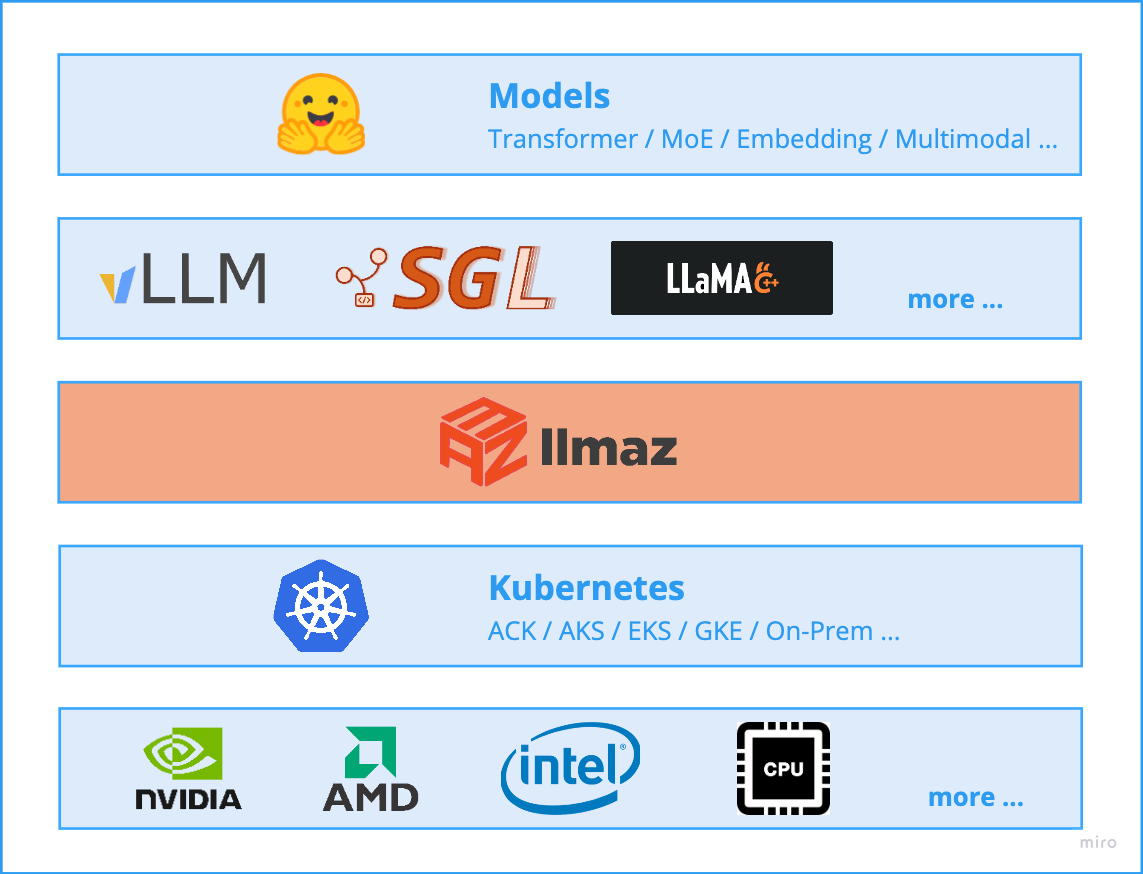 Models
Transformer / MoE / Embedding / Multimodal ...
vLLM SGL LLaMA C++ more ...
MAZ llmaz
Kubernetes
ACK / AKS / EKS / GKE / On-Prem ...
NVIDIA AMD intel® CPU more ...
miro